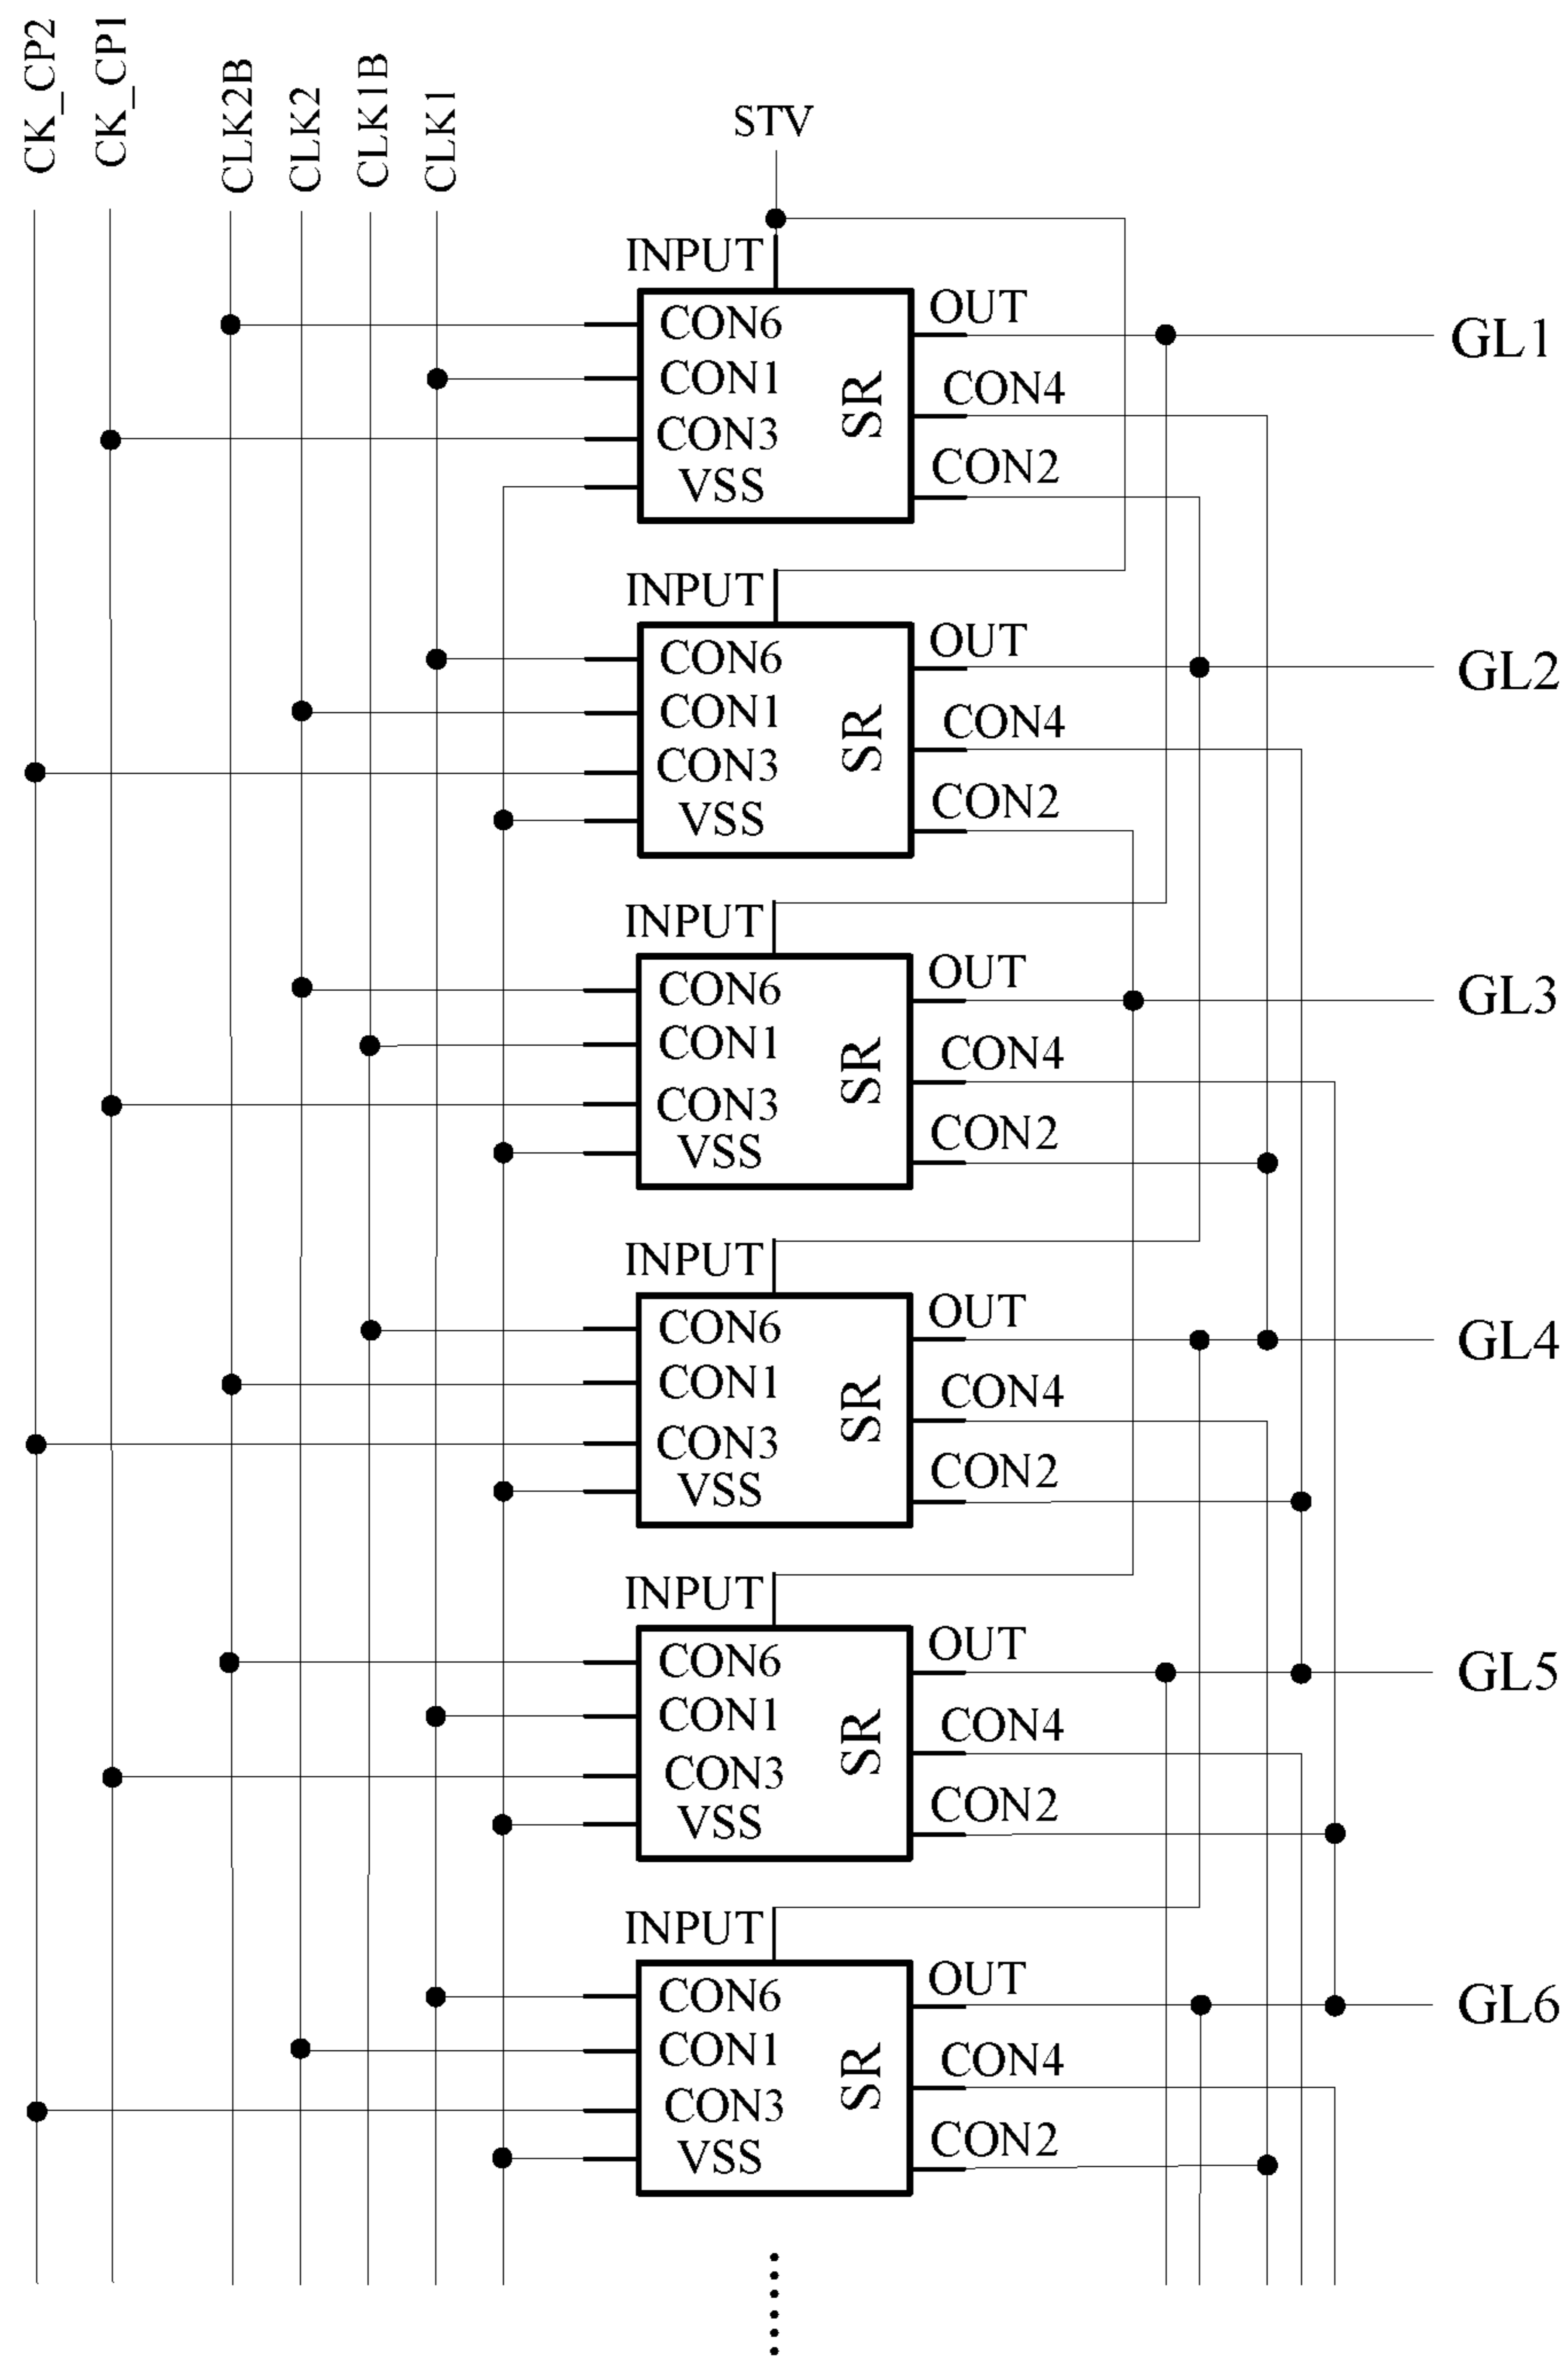 CK_CP2
CK_CP1
CLK2B
CLK2
CLK1B
CLK1
STV
INPUT
CON6
CON1
CON3
VSS
SR
OUT
CON4
CON2
GL1
INPUT
CON6
CON1
CON3
VSS
SR
OUT
CON4
CON2
GL2
INPUT
CON6
CON1
CON3
VSS
SR
OUT
CON4
CON2
GL3
INPUT
CON6
CON1
CON3
VSS
SR
OUT
CON4
CON2
GL4
INPUT
CON6
CON1
CON3
VSS
SR
OUT
CON4
CON2
GL5
INPUT
CON6
CON1
CON3
VSS
SR
OUT
CON4
CON2
GL6